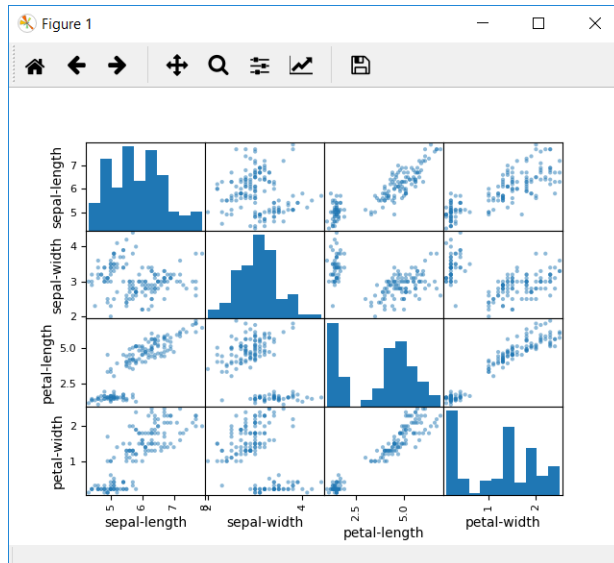 Figure 1
sepal-length
7
6
5
sepal-width
4
3
2
petal-length
5.0
2.5
petal-width
2
1
5 6 7 8 2 4 2.5 5.0 1 2
sepal-length sepal-width petal-length petal-width